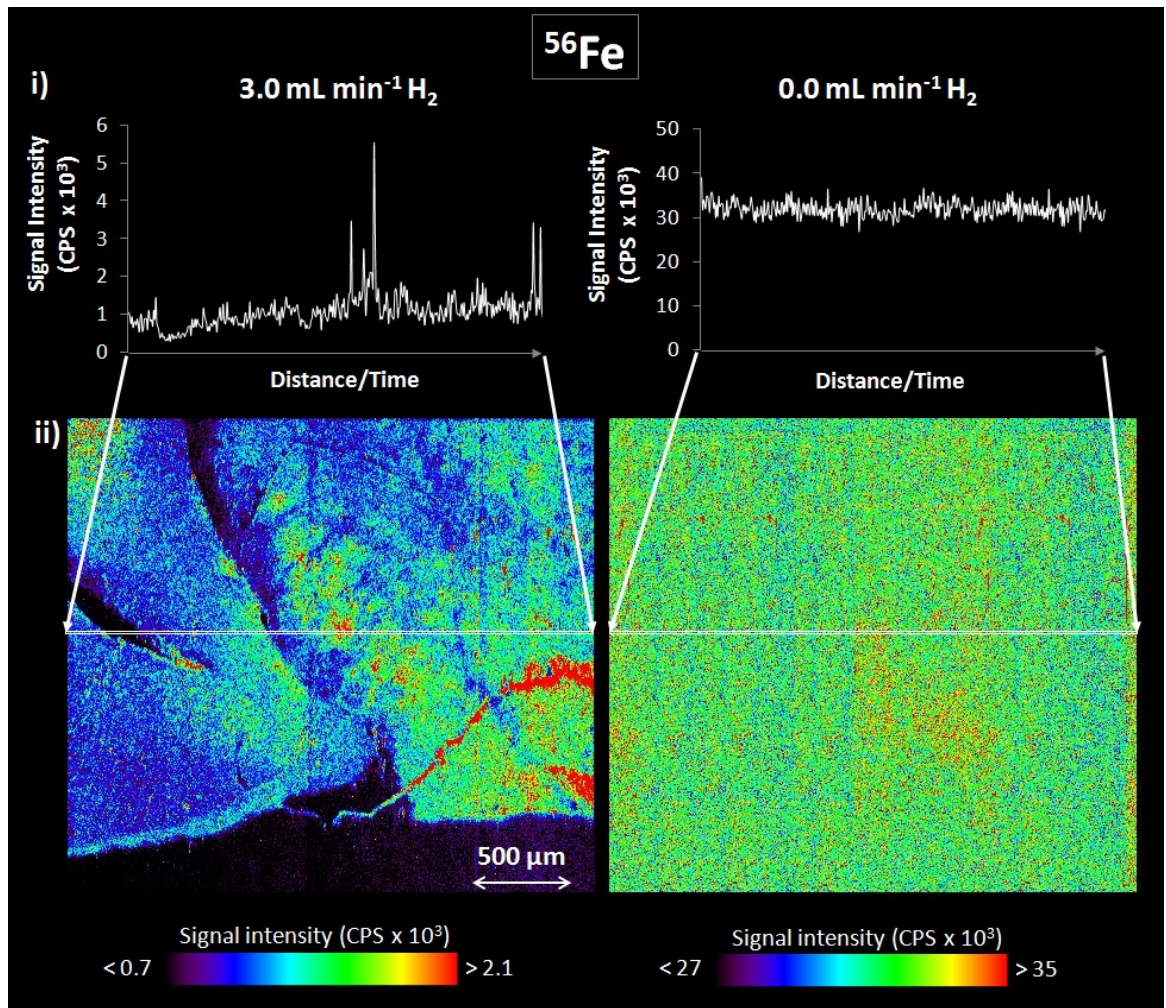 ⁵⁶Fe
i)
3.0 mL min⁻¹ H₂
0.0 mL min⁻¹ H₂
Signal Intensity
(CPS x 10³)
6
5
4
3
2
1
0
Distance/Time
Signal Intensity
(CPS x 10³)
50
40
30
20
10
0
Distance/Time
ii)
500 µm
Signal intensity (CPS x 10³)
< 0.7
> 2.1
Signal intensity (CPS x 10³)
< 27
> 35